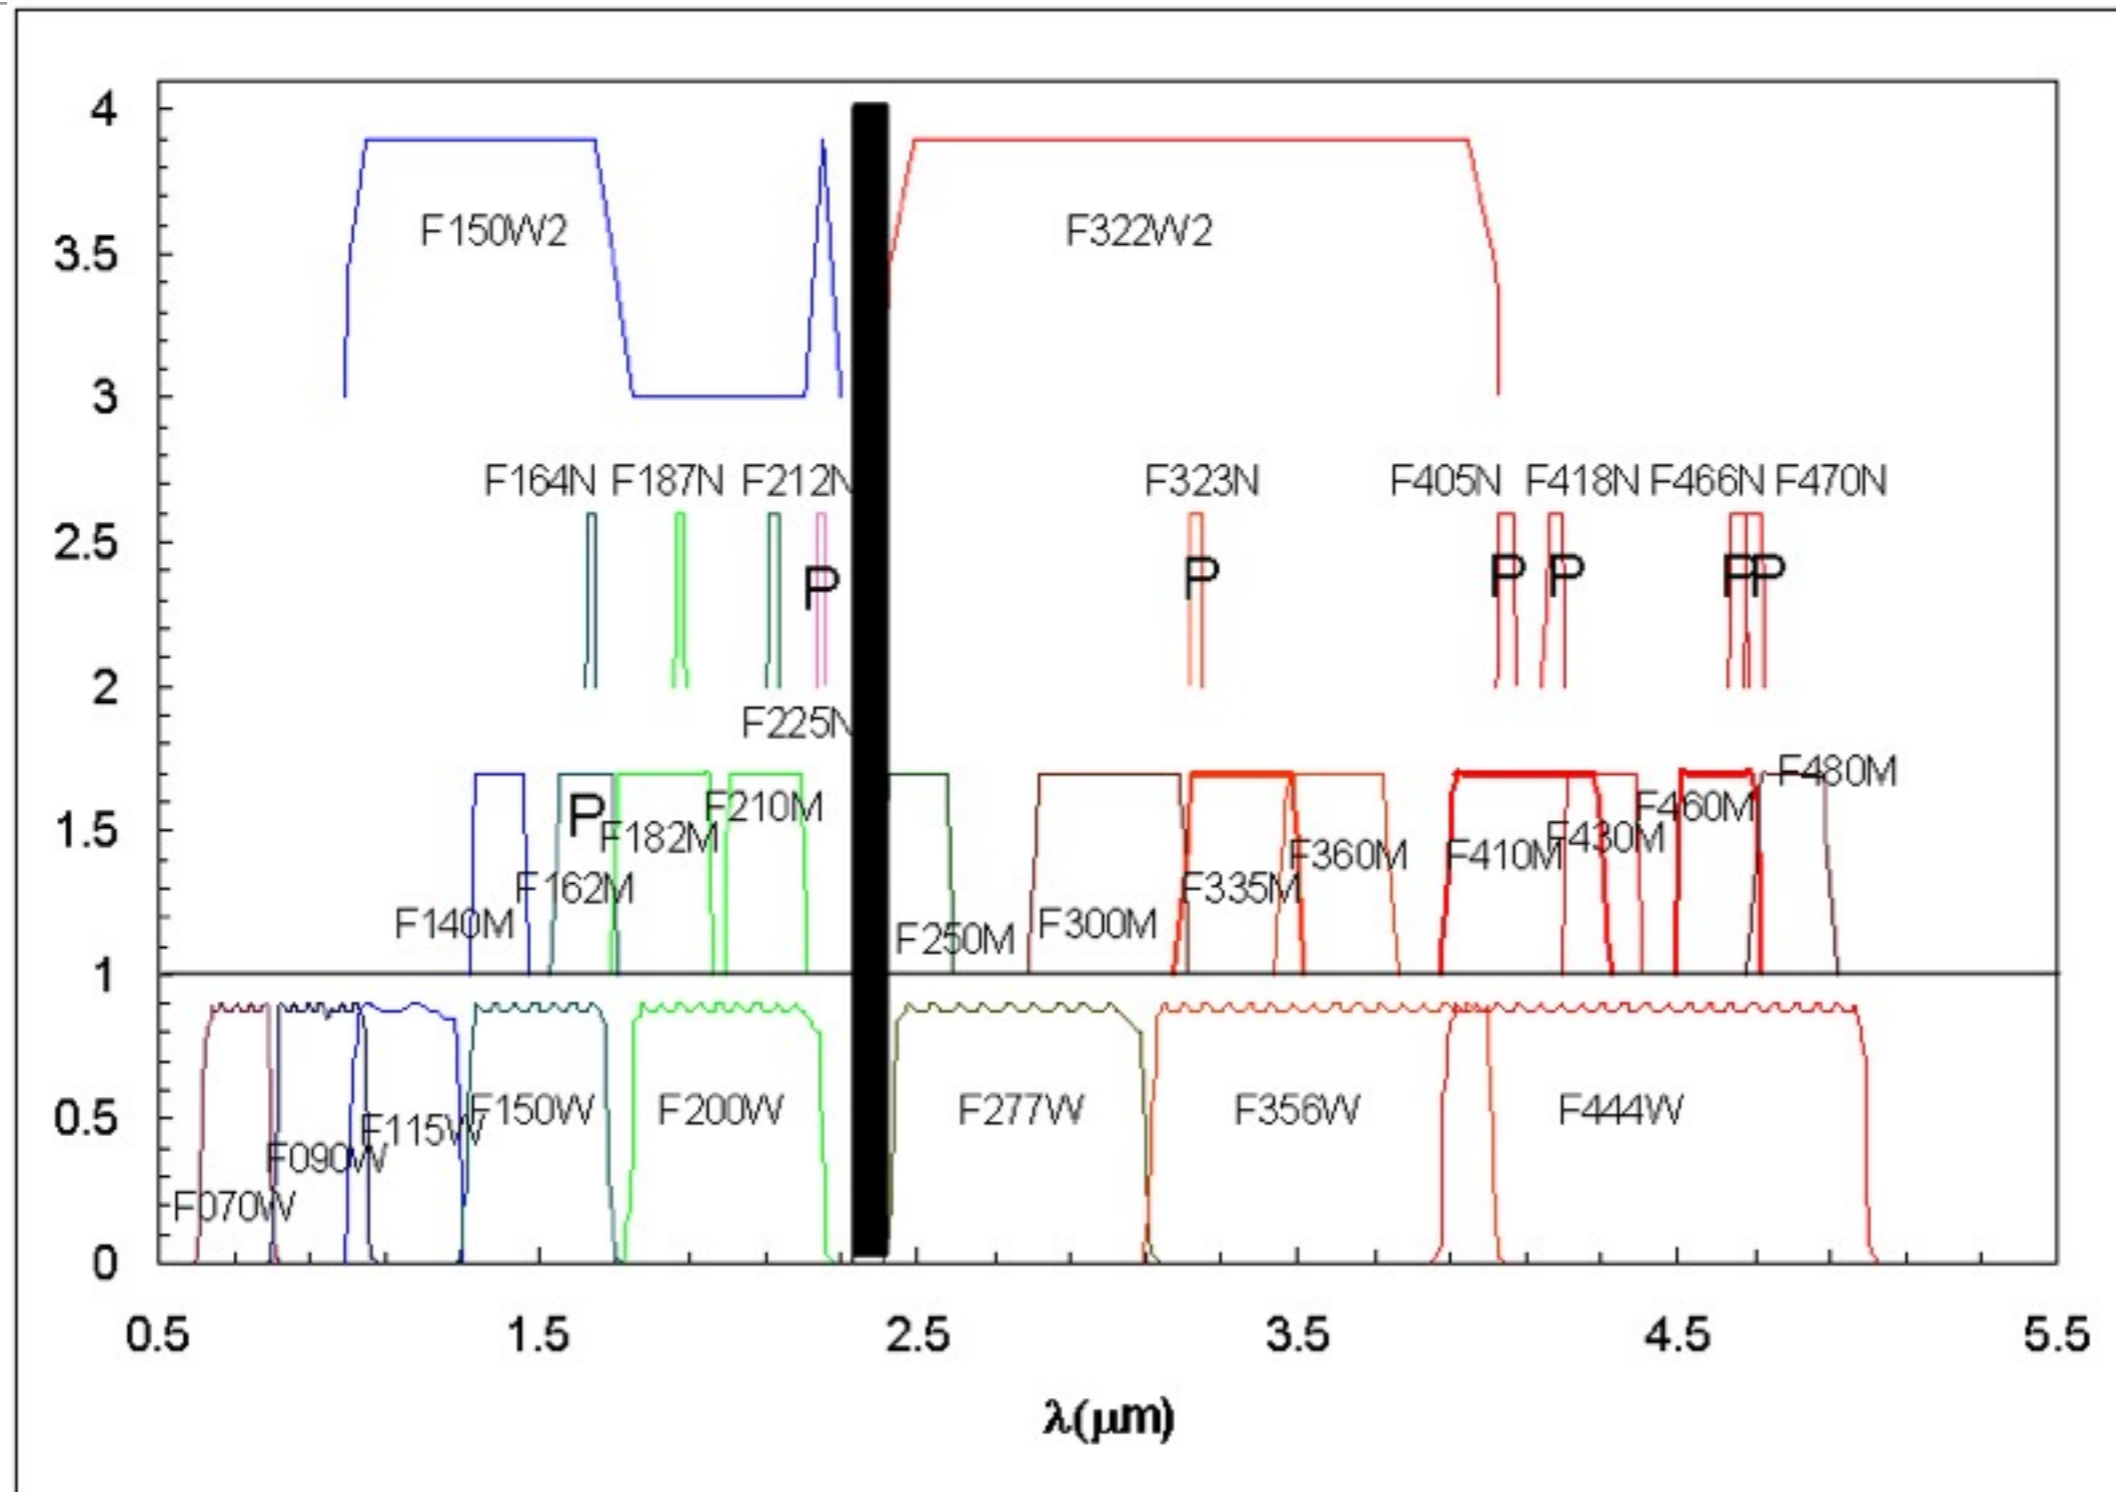 4
F150W2 F322W2
3.5
3
F164N F187N F212N F323N F405N F418N F466N F470N
2.5
P P P P P P
2
F225N
F480M
P F182M F210M F460M
1.5
F162M F335M F360M F410M F430M
F140M F250M F300M
1
F150W F200W F277W F356W F444W
0.5
F115W
F090W
F070W
0
0.5 1.5 2.5 3.5 4.5 5.5
λ(μm)